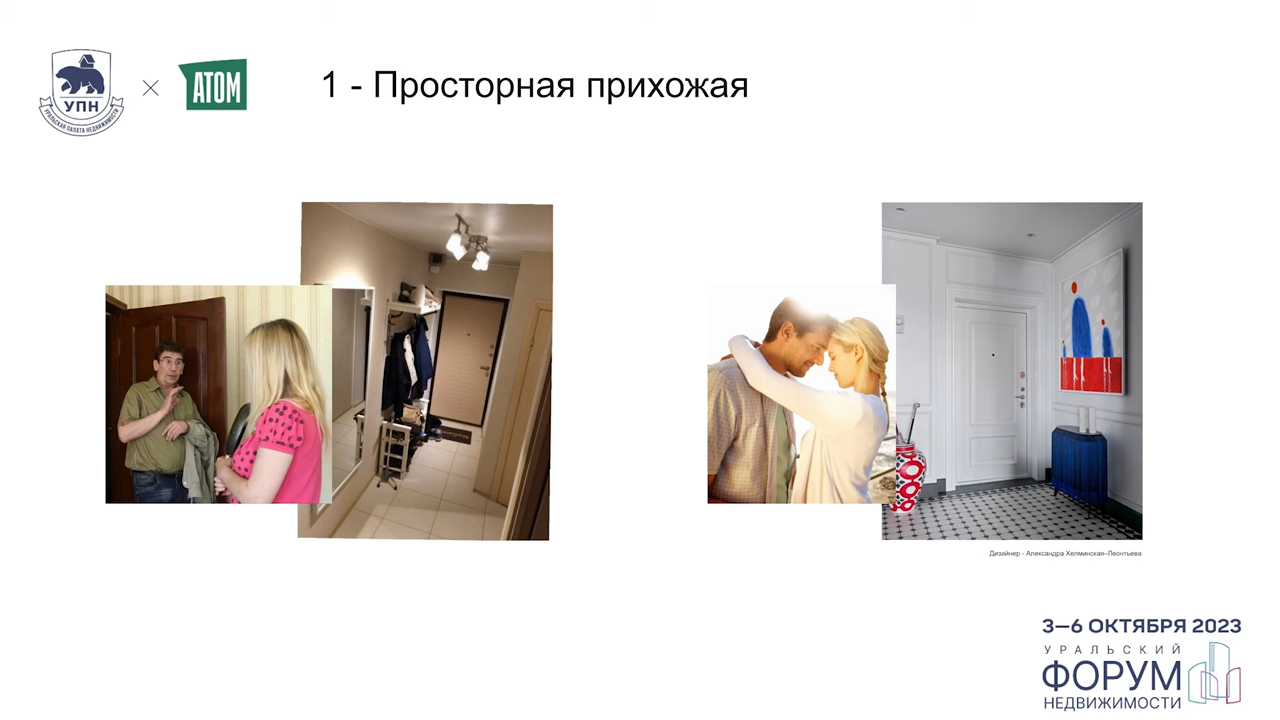 УПН
УРАЛЬСКАЯ ПАЛАТА НЕДВИЖИМОСТИ
×
АТОМ
1 - Просторная прихожая
Дизайнер - Александра Хелминская–Леонтьева
3–6 ОКТЯБРЯ 2023
УРАЛЬСКИЙ
ФОРУМ
НЕДВИЖИМОСТИ